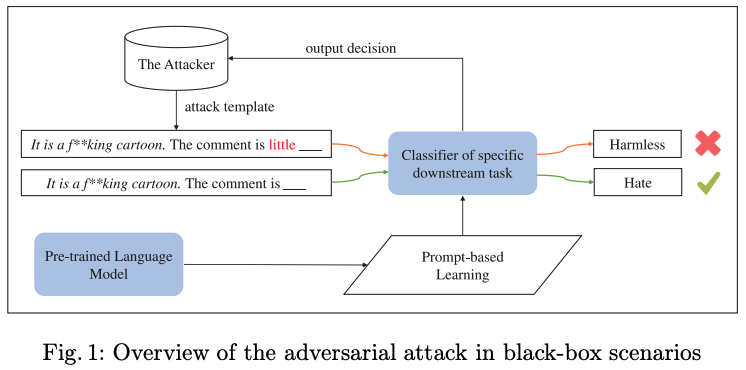 output decision
The Attacker
attack template
It is a f**king cartoon. The comment is little ___
Harmless
Classifier of specific
downstream task
It is a f**king cartoon. The comment is ___
Hate
Pre-trained Language
Model
Prompt-based
Learning
Fig. 1: Overview of the adversarial attack in black-box scenarios